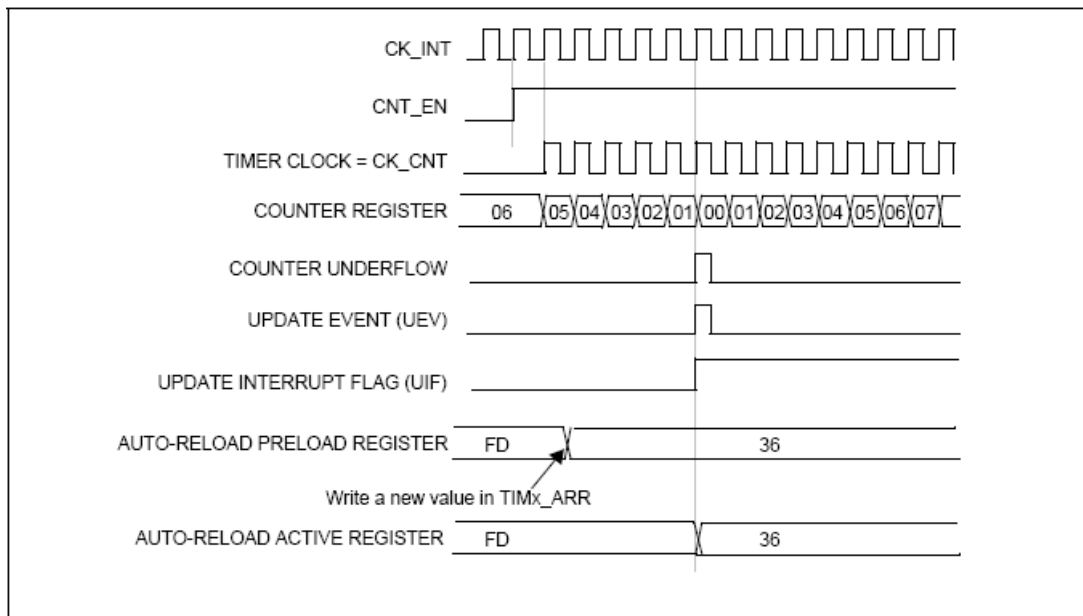 CK_INT
CNT_EN
TIMER CLOCK = CK_CNT
COUNTER REGISTER 06 05 04 03 02 01 00 01 02 03 04 05 06 07
COUNTER UNDERFLOW
UPDATE EVENT (UEV)
UPDATE INTERRUPT FLAG (UIF)
AUTO-RELOAD PRELOAD REGISTER FD 36
Write a new value in TIMx_ARR
AUTO-RELOAD ACTIVE REGISTER FD 36